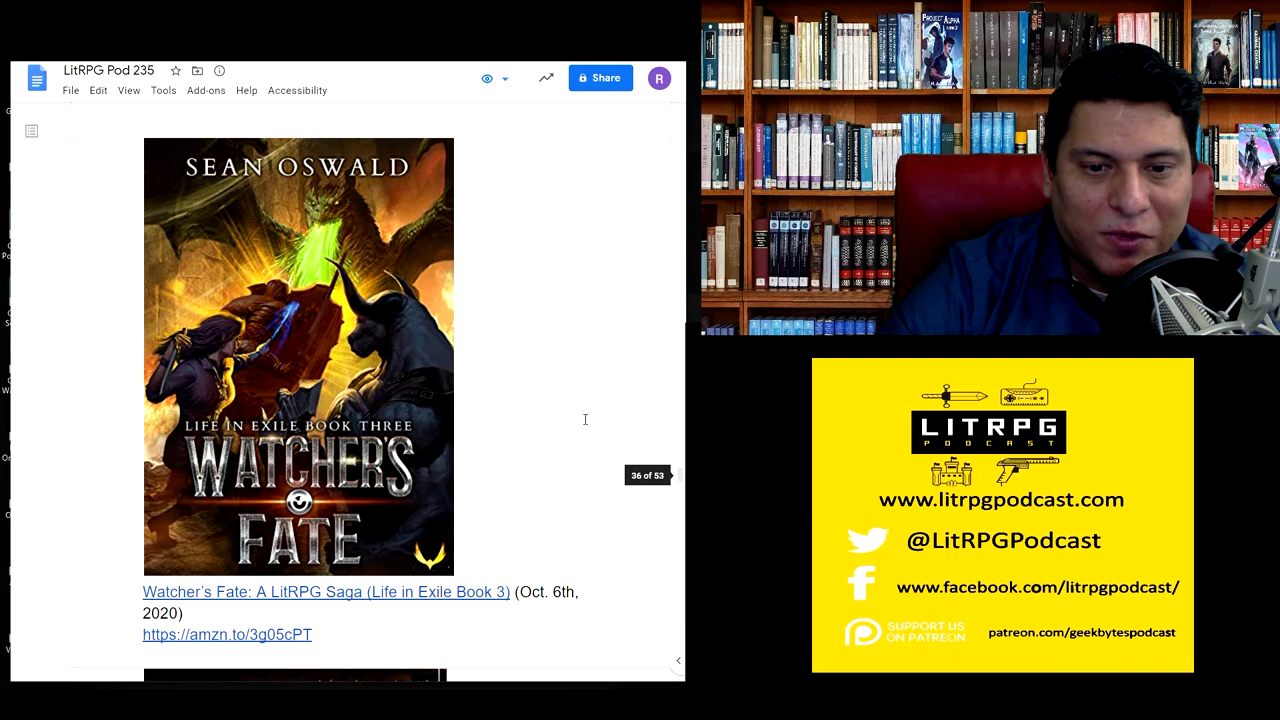 LitRPG Pod 235
File Edit View Tools Add-ons Help Accessibility
Share
R
SEAN OSWALD
LIFE IN EXILE BOOK THREE
WATCHER'S
FATE
36 of 53
Watcher's Fate: A LitRPG Saga (Life in Exile Book 3) (Oct. 6th,
2020)
https://amzn.to/3g05cPT
PROJECT
ALPHA
LITRPG
PODCAST
www.litrpgpodcast.com
@LitRPGPodcast
www.facebook.com/litrpgpodcast/
SUPPORT US
ON PATREON
patreon.com/geekbytespodcast